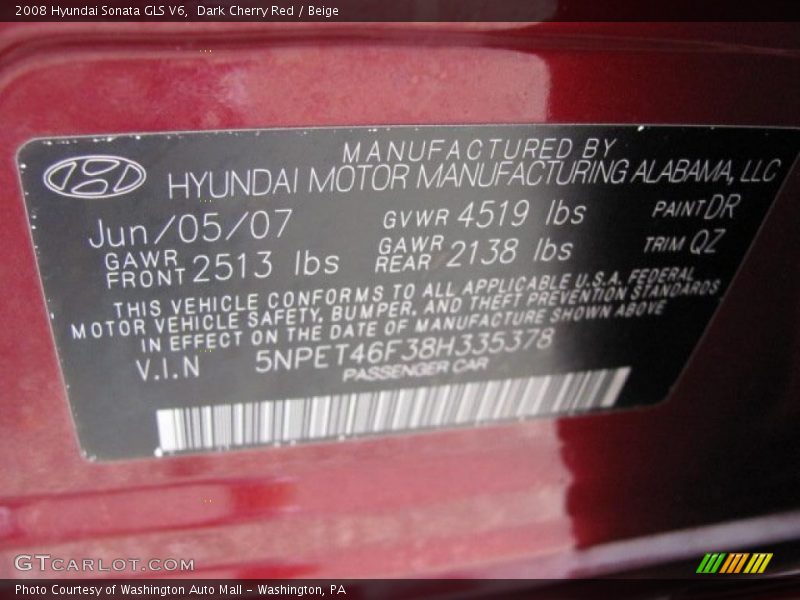 2008 Hyundai Sonata GLS V6,  Dark Cherry Red / Beige
MANUFACTURED BY
HYUNDAI MOTOR MANUFACTURING ALABAMA, LLC
Jun/05/07 GVWR 4519 lbs PAINT DR
GAWR FRONT 2513 lbs GAWR REAR 2138 lbs TRIM QZ
THIS VEHICLE CONFORMS TO ALL APPLICABLE U.S.A. FEDERAL
MOTOR VEHICLE SAFETY, BUMPER, AND THEFT PREVENTION STANDARDS
IN EFFECT ON THE DATE OF MANUFACTURE SHOWN ABOVE
V.I.N 5NPET46F38H335378
PASSENGER CAR
GTCARLOT.COM
Photo Courtesy of Washington Auto Mall – Washington, PA